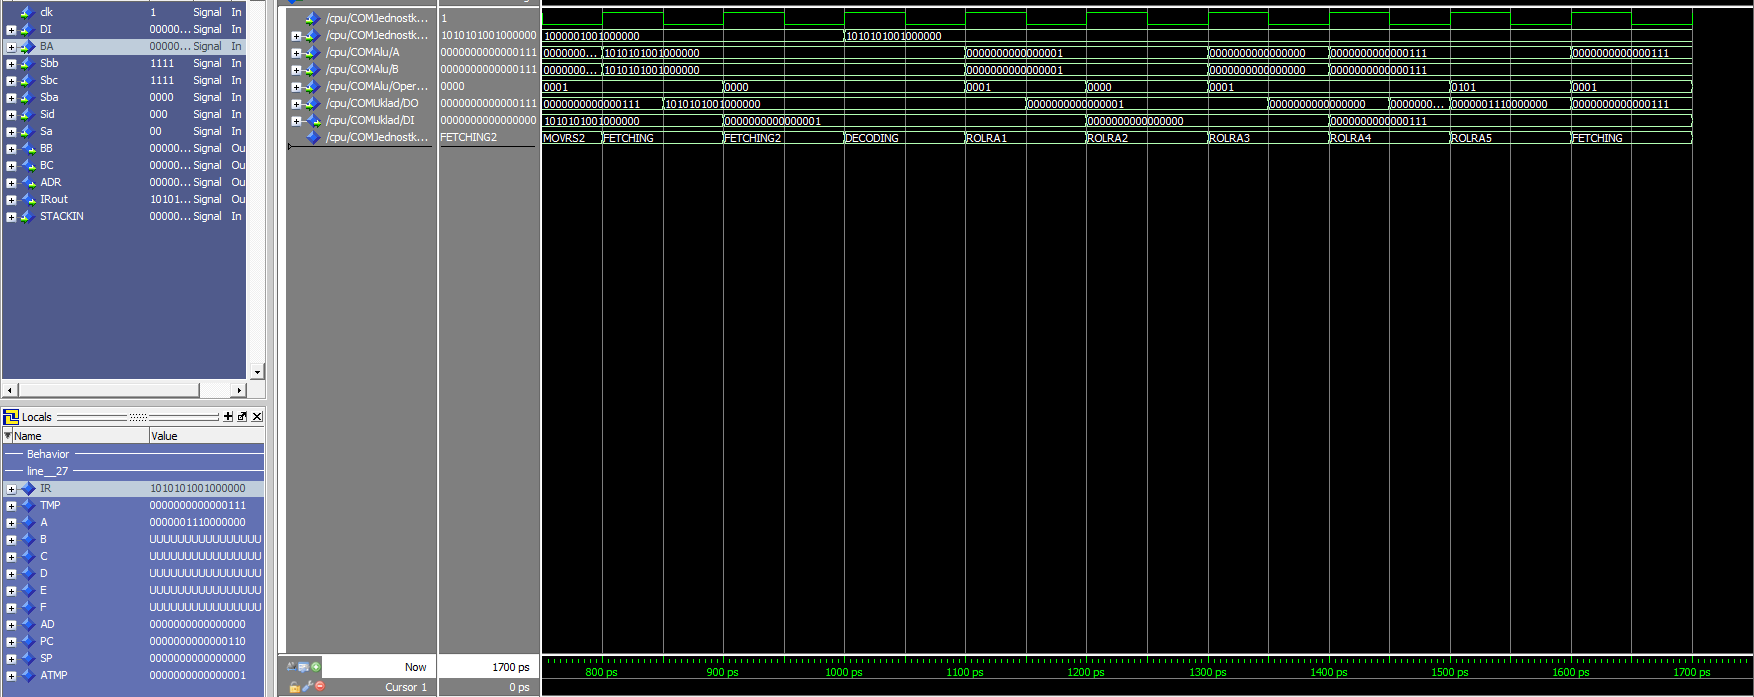 clk 1 Signal In
DI 00000... Signal In
BA 00000... Signal In
Sbb 1111 Signal In
Sbc 1111 Signal In
Sba 0000 Signal In
Sid 000 Signal In
Sa 00 Signal In
BB 00000... Signal Ou
BC 00000... Signal Ou
ADR 00000... Signal Ou
IRout 10101... Signal Ou
STACKIN 00000... Signal In
Locals
Name Value
Behavior
line__27
IR 1010101001000000
TMP 0000000000000111
A 0000001110000000
B UUUUUUUUUUUUUUUU
C UUUUUUUUUUUUUUUU
D UUUUUUUUUUUUUUUU
E UUUUUUUUUUUUUUUU
F UUUUUUUUUUUUUUUU
AD 0000000000000000
PC 0000000000000110
SP 0000000000000000
ATMP 0000000000000001
/cpu/COMJednostk... 1
/cpu/COMJednostk... 1010101001000000 1000001001000000 1010101001000000
/cpu/COMAlu/A 0000000000000111 0000000... 1010101001000000 0000000000000001 0000000000000000 0000000000000111 0000000000000111
/cpu/COMAlu/B 0000000000000111 0000000... 1010101001000000 0000000000000001 0000000000000000 0000000000000111
/cpu/COMAlu/Oper... 0000 0001 0000 0001 0000 0001 0101 0001
/cpu/COMUklad/DO 0000000000000111 0000000000000111 1010101001000000 0000000000000001 0000000000000000 0000000... 0000001110000000 0000000000000111
/cpu/COMUklad/DI 0000000000000000 1010101001000000 0000000000000001 0000000000000000 0000000000000111
/cpu/COMJednostk... FETCHING2 MOVRS2 FETCHING FETCHING2 DECODING ROLRA1 ROLRA2 ROLRA3 ROLRA4 ROLRA5 FETCHING
Now 1700 ps 800 ps 900 ps 1000 ps 1100 ps 1200 ps 1300 ps 1400 ps 1500 ps 1600 ps 1700 ps
Cursor 1 0 ps